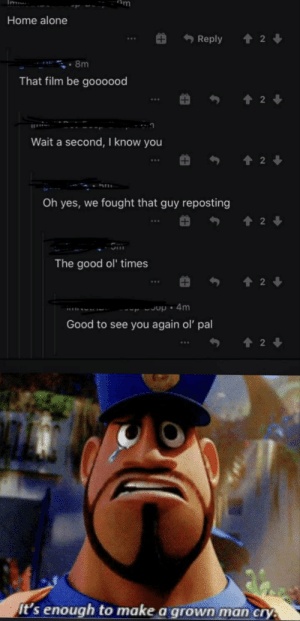 Home alone
Reply 2
8m
That film be goooood
2
Wait a second, I know you
2
Oh yes, we fought that guy reposting
2
The good ol' times
2
4m
Good to see you again ol' pal
2
It's enough to make a grown man cry.